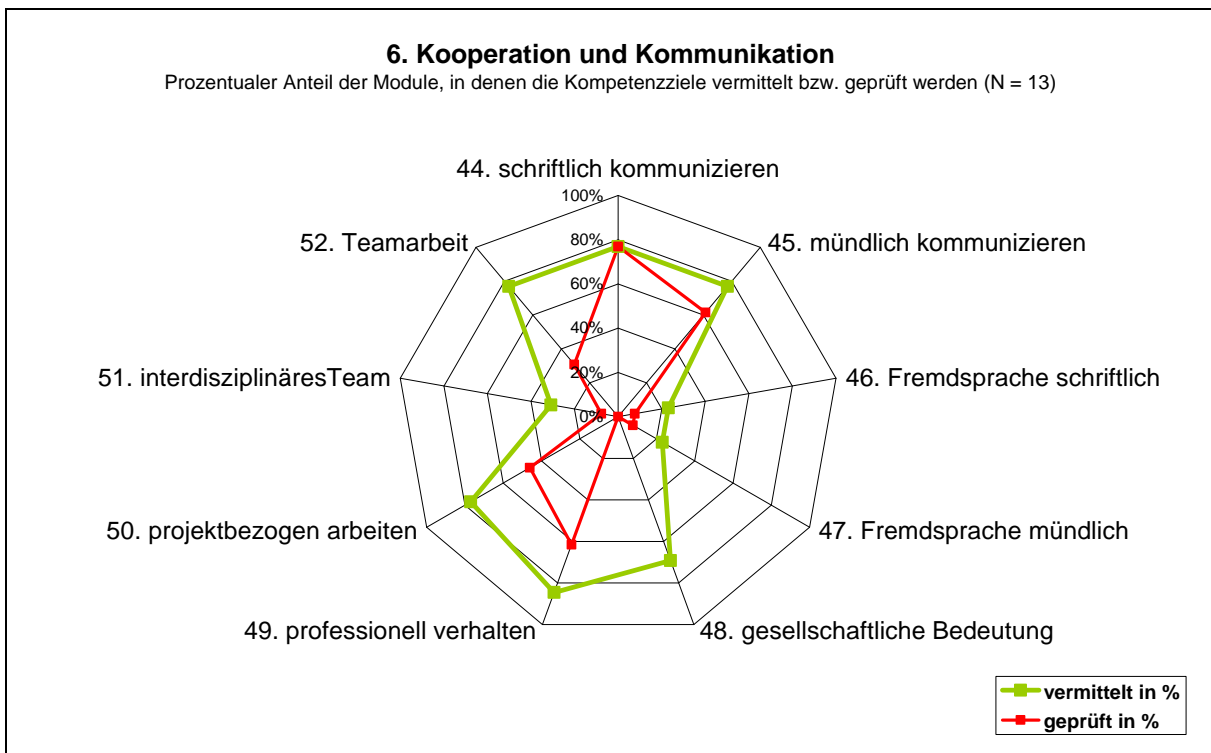 6. Kooperation und Kommunikation
Prozentualer Anteil der Module, in denen die Kompetenzziele vermittelt bzw. geprüft werden (N = 13)
44. schriftlich kommunizieren
45. mündlich kommunizieren
46. Fremdsprache schriftlich
47. Fremdsprache mündlich
48. gesellschaftliche Bedeutung
49. professionell verhalten
50. projektbezogen arbeiten
51. interdisziplinäresTeam
52. Teamarbeit
100%
80%
60%
40%
20%
0%
vermittelt in %
geprüft in %